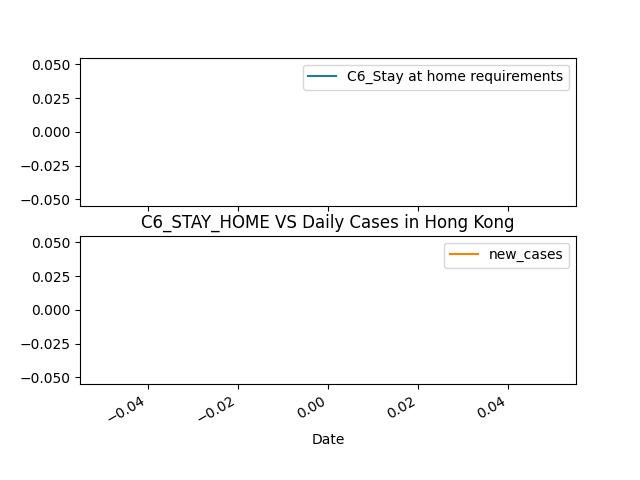 0.050
C6_Stay at home requirements
0.025
0.000
−0.025
−0.050
C6_STAY_HOME VS Daily Cases in Hong Kong
0.050
new_cases
0.025
0.000
−0.025
−0.050
−0.04 −0.02 0.00 0.02 0.04
Date